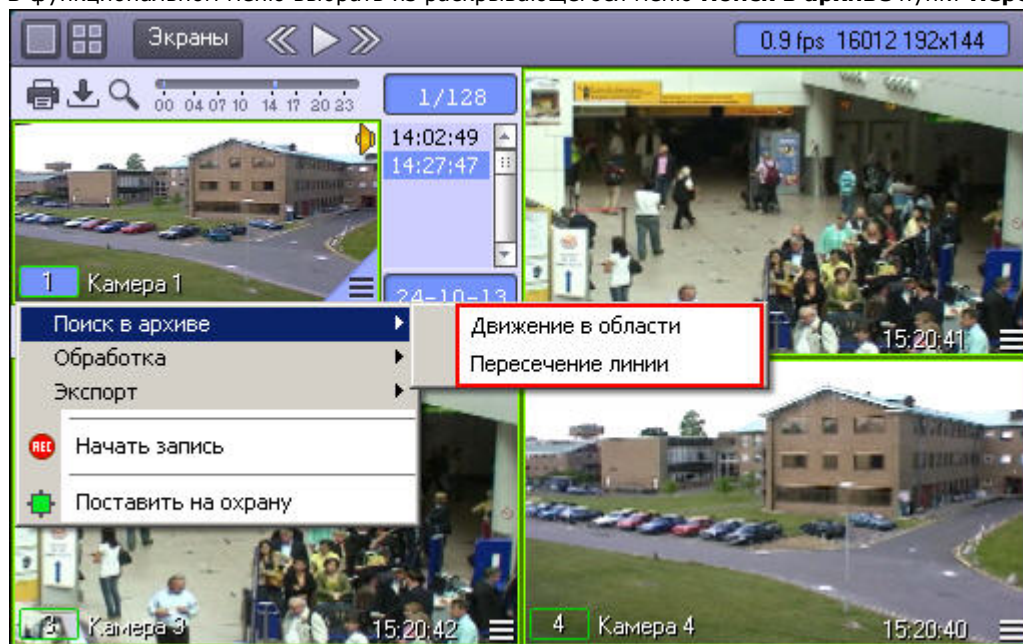 Экраны
0.9 fps 16012 192x144
00 04 07 10 14 17 20 23
1/128
14:02:49
14:27:47
1 Камера 1
24-10-13
Поиск в архиве
Обработка
Экспорт
REC Начать запись
Поставить на охрану
Движение в области
Пересечение линии
15:20:41
3 Камера 3
15:20:42
4 Камера 4
15:20:40